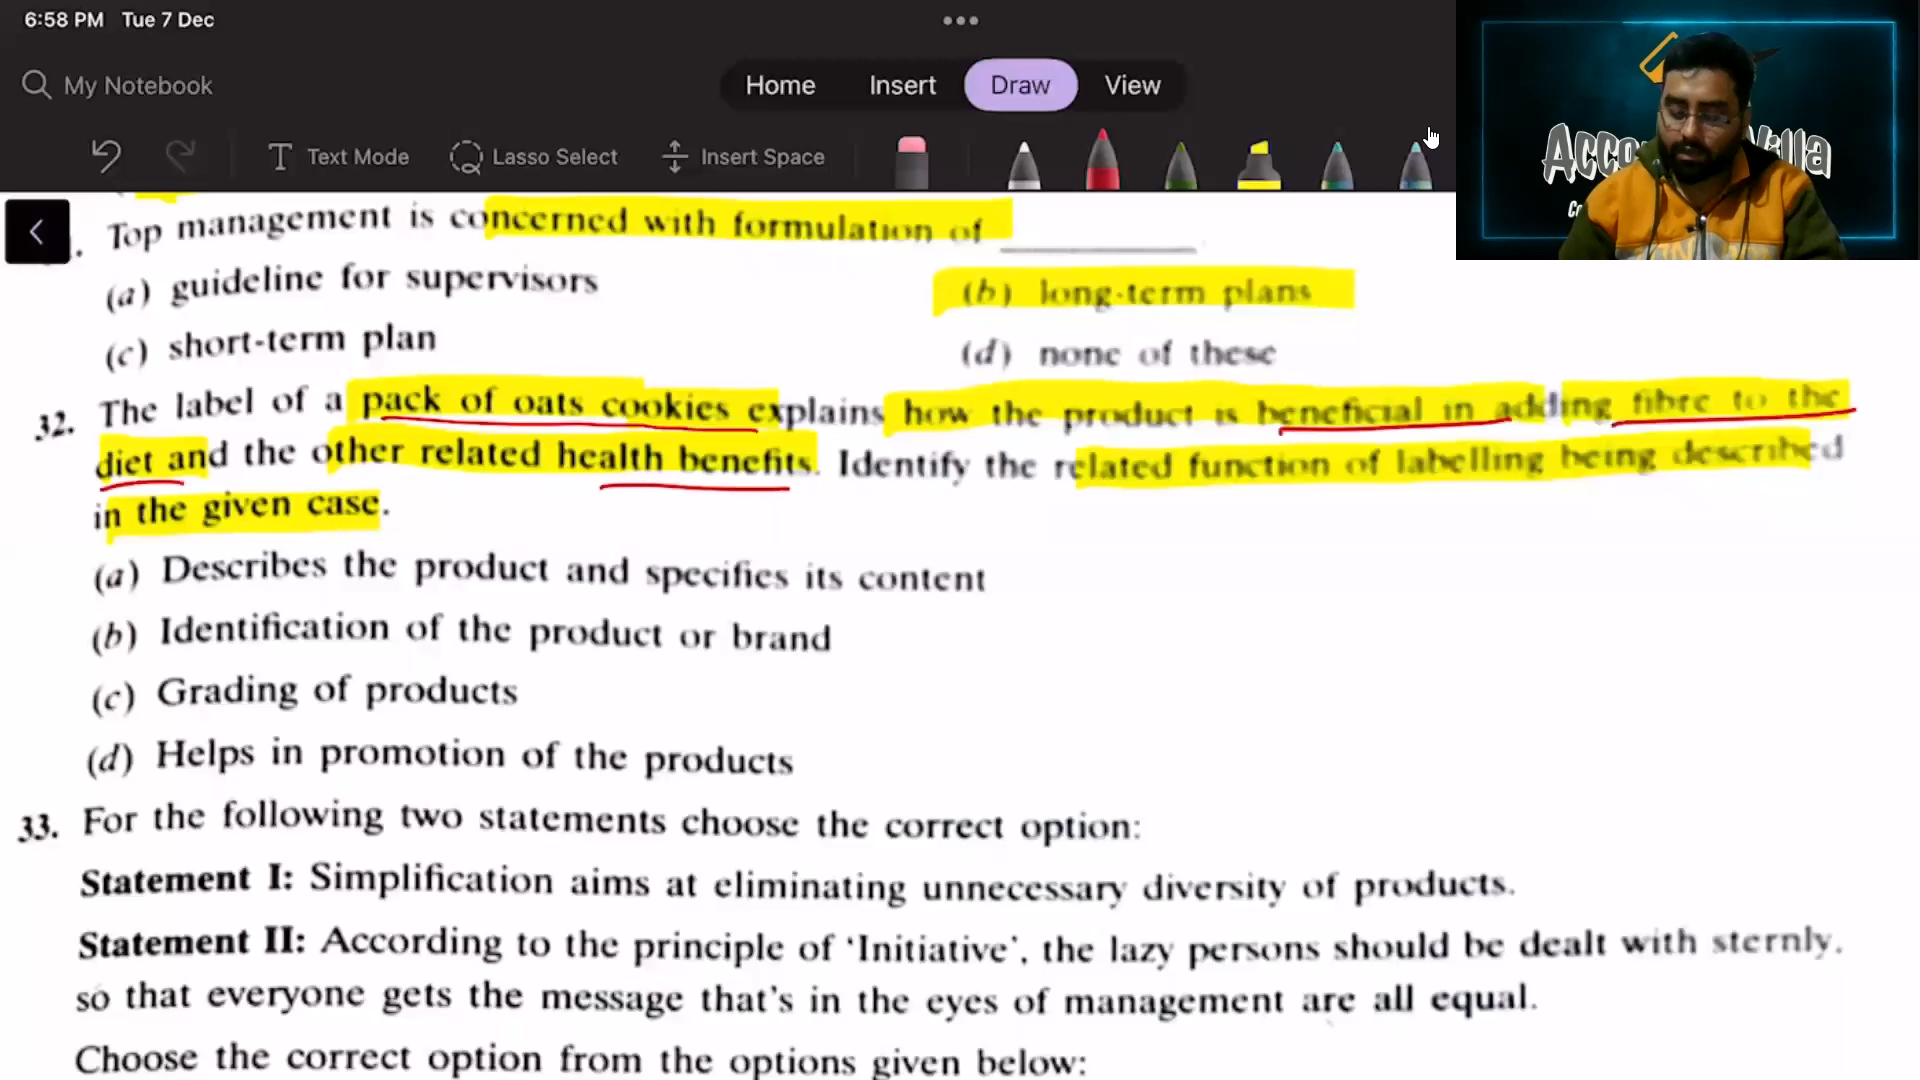 6:58 PM Tue 7 Dec
My Notebook
Home Insert Draw View
Text Mode Lasso Select Insert Space
Top management is concerned with formulation of ____________
(a) guideline for supervisors (b) long-term plans
(c) short-term plan (d) none of these
32. The label of a pack of oats cookies explains how the product is beneficial in adding fibre to the
diet and the other related health benefits. Identify the related function of labelling being described
in the given case.
(a) Describes the product and specifies its content
(b) Identification of the product or brand
(c) Grading of products
(d) Helps in promotion of the products
33. For the following two statements choose the correct option:
Statement I: Simplification aims at eliminating unnecessary diversity of products.
Statement II: According to the principle of ‘Initiative’, the lazy persons should be dealt with sternly.
so that everyone gets the message that’s in the eyes of management are all equal.
Choose the correct option from the options given below: